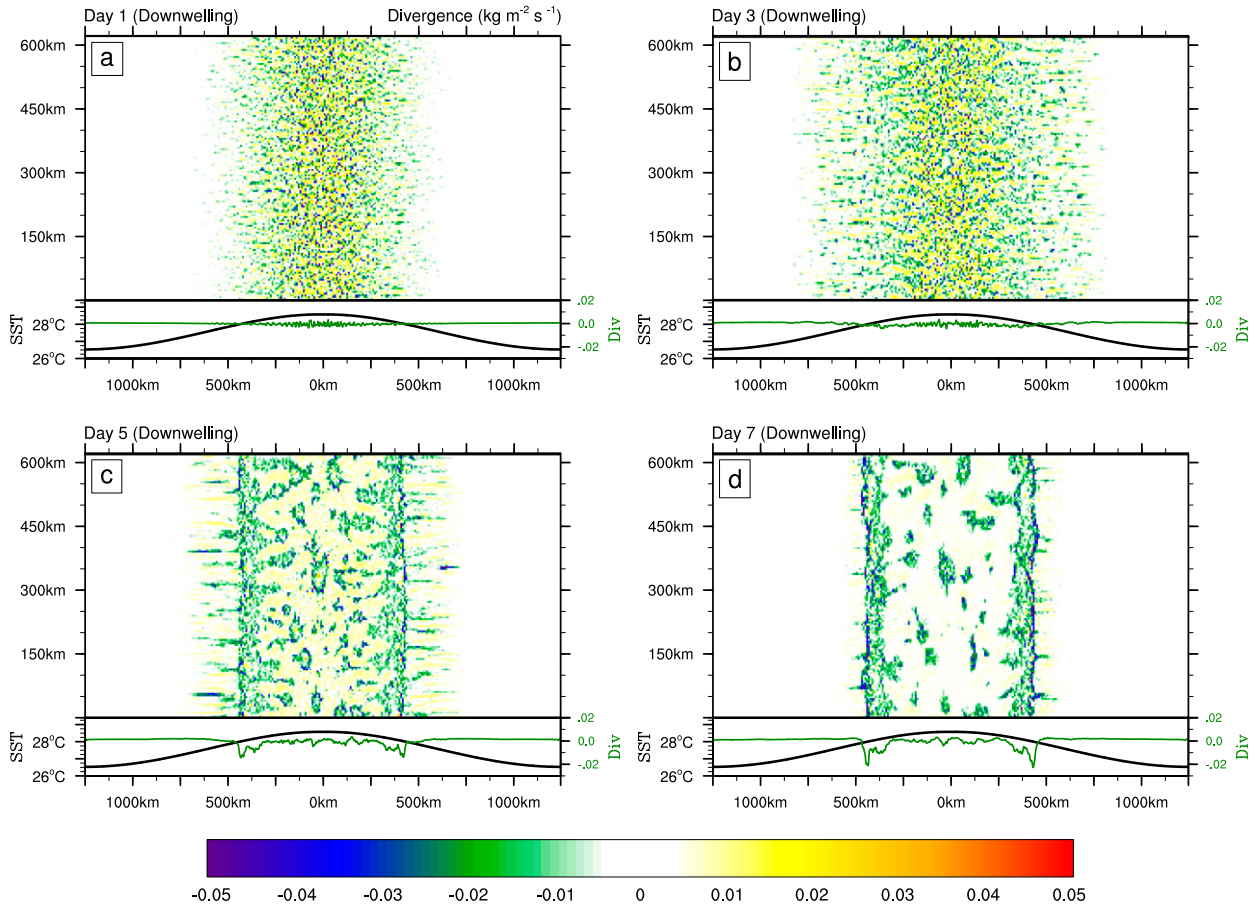 Day 1 (Downwelling) Divergence (kg m-2 s-1) Day 3 (Downwelling)
600km a 600km b
450km 450km
300km 300km
150km 150km
.02 .02
SST 28°C 0.0 Div SST 28°C 0.0 Div
26°C -.02 26°C -.02
1000km 500km 0km 500km 1000km 1000km 500km 0km 500km 1000km
Day 5 (Downwelling) Day 7 (Downwelling)
600km c 600km d
450km 450km
300km 300km
150km 150km
.02 .02
SST 28°C 0.0 Div SST 28°C 0.0 Div
26°C -.02 26°C -.02
1000km 500km 0km 500km 1000km 1000km 500km 0km 500km 1000km
-0.05 -0.04 -0.03 -0.02 -0.01 0 0.01 0.02 0.03 0.04 0.05